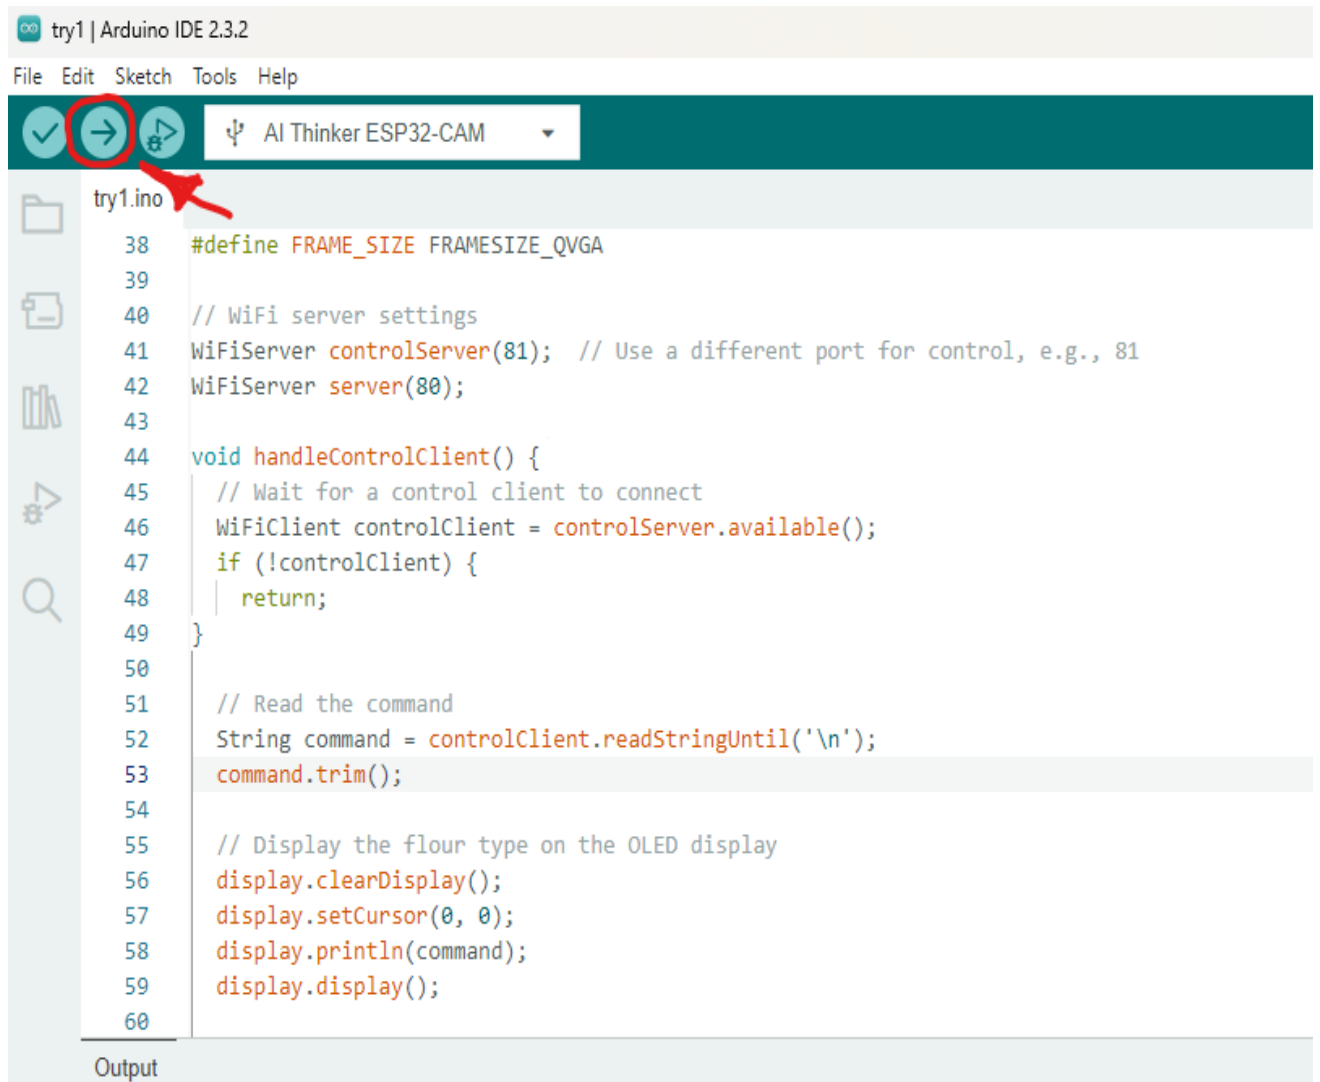 try1 | Arduino IDE 2.3.2
File Edit Sketch Tools Help
AI Thinker ESP32-CAM
try1.ino
38 #define FRAME_SIZE FRAMESIZE_QVGA
39
40 // WiFi server settings
41 WiFiServer controlServer(81);  // Use a different port for control, e.g., 81
42 WiFiServer server(80);
43
44 void handleControlClient() {
45   // Wait for a control client to connect
46   WiFiClient controlClient = controlServer.available();
47   if (!controlClient) {
48     return;
49 }
50
51   // Read the command
52   String command = controlClient.readStringUntil('\n');
53   command.trim();
54
55   // Display the flour type on the OLED display
56   display.clearDisplay();
57   display.setCursor(0, 0);
58   display.println(command);
59   display.display();
60
Output